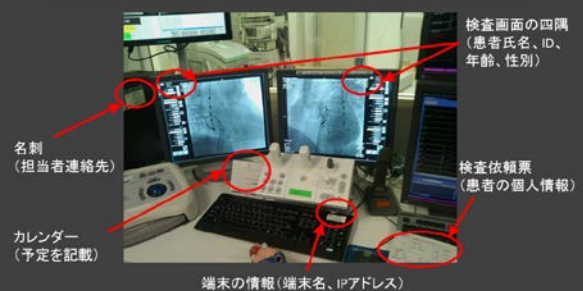 検査画面の四隅
(患者氏名、ID、
年齢、性別)
名刺
(担当者連絡先)
検査依頼票
(患者の個人情報)
カレンダー
(予定を記載)
端末の情報(端末名、IPアドレス)